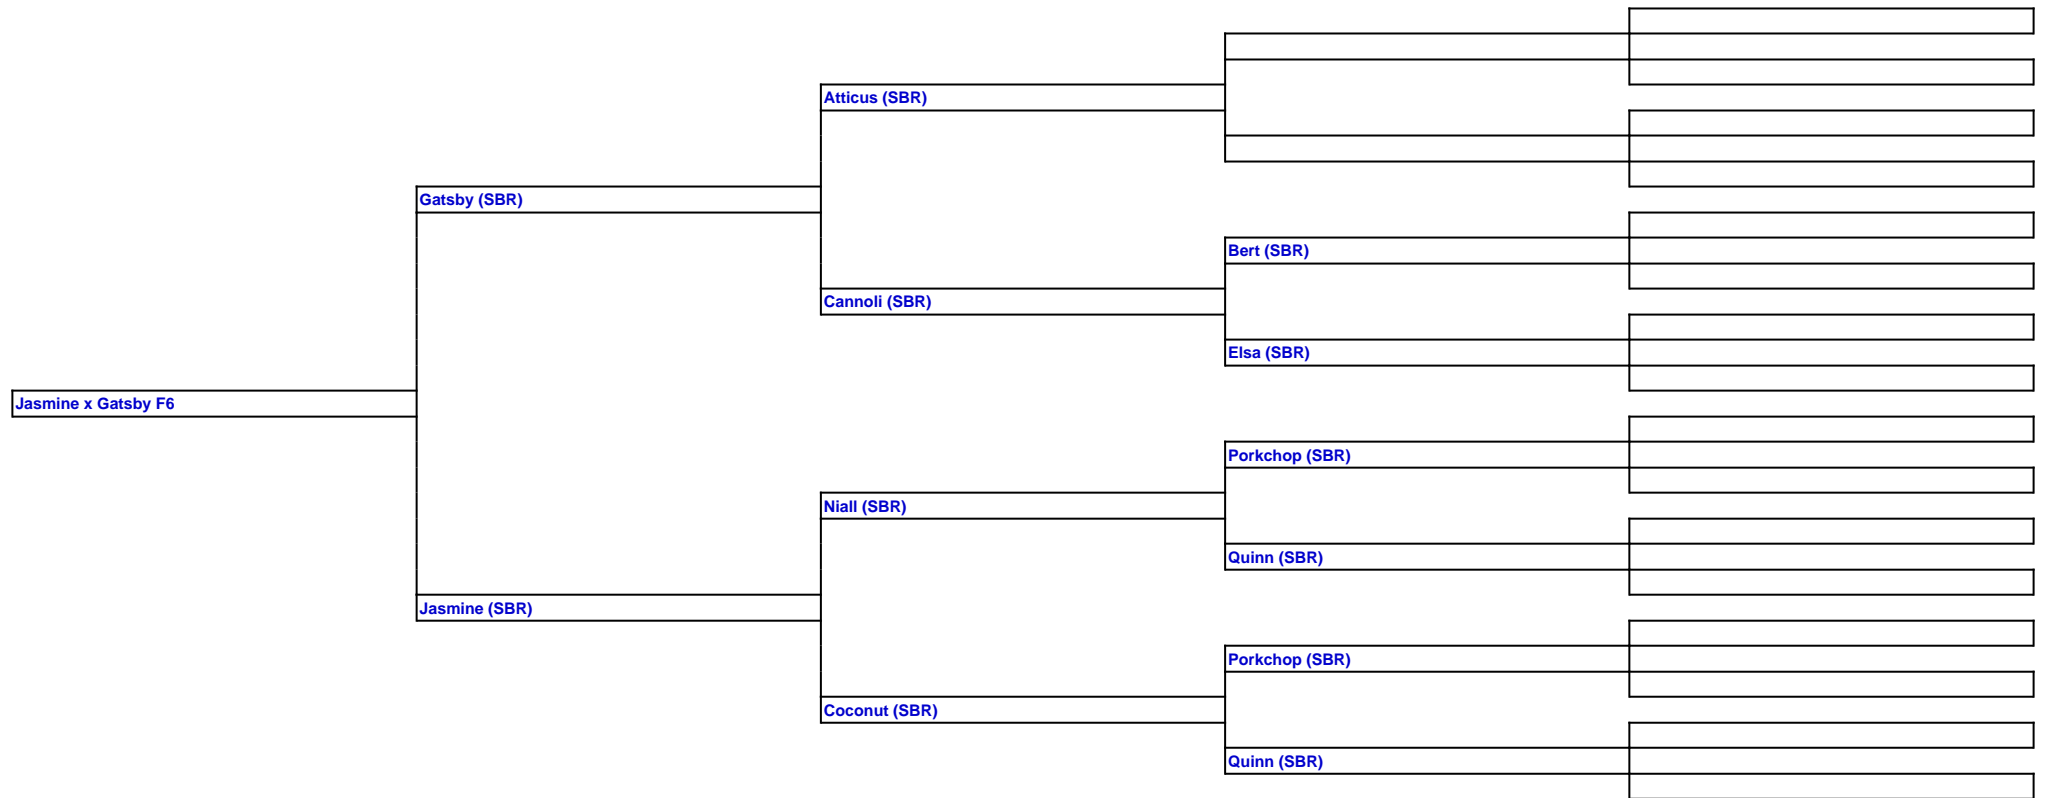 Atticus (SBR)
Gatsby (SBR)
Bert (SBR)
Cannoli (SBR)
Elsa (SBR)
Jasmine x Gatsby F6
Porkchop (SBR)
Niall (SBR)
Quinn (SBR)
Jasmine (SBR)
Porkchop (SBR)
Coconut (SBR)
Quinn (SBR)